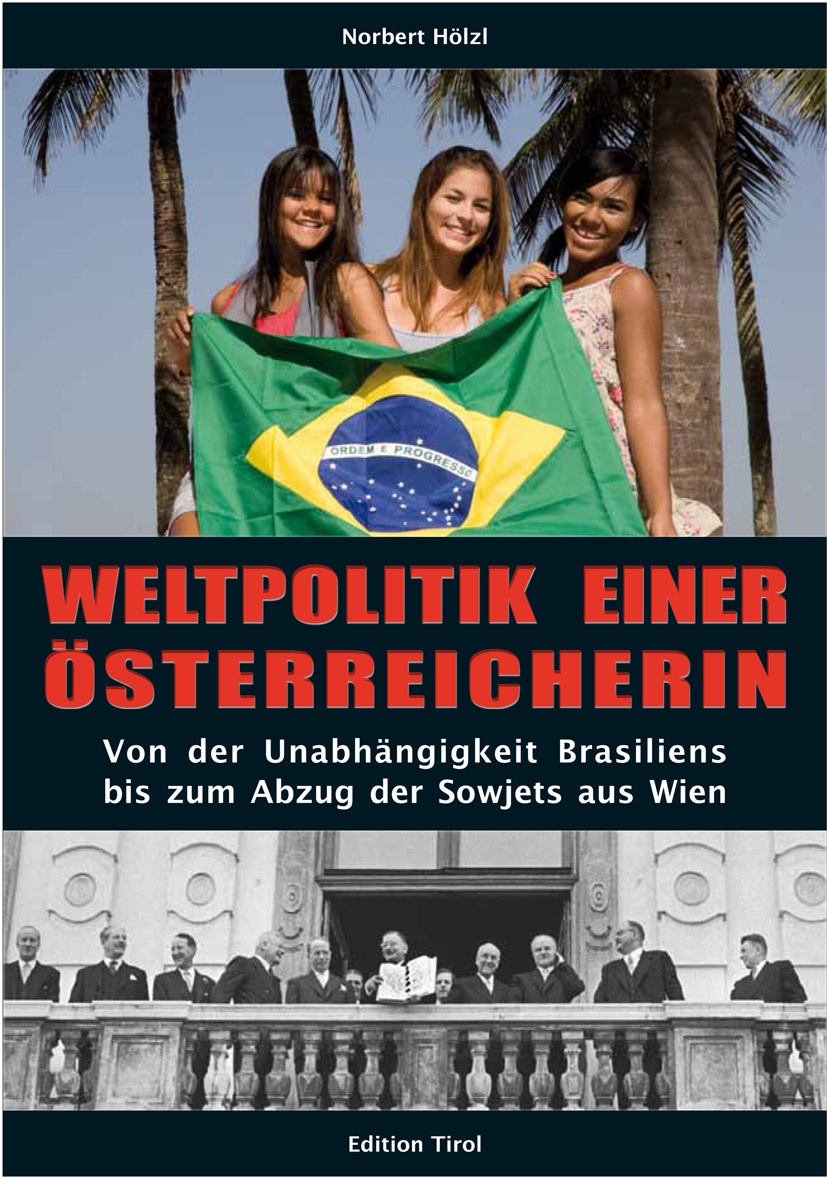 Norbert Hölzl
ORDEM E PROGRESSO
WELTPOLITIK EINER
ÖSTERREICHERIN
Von der Unabhängigkeit Brasiliens
bis zum Abzug der Sowjets aus Wien
Edition Tirol